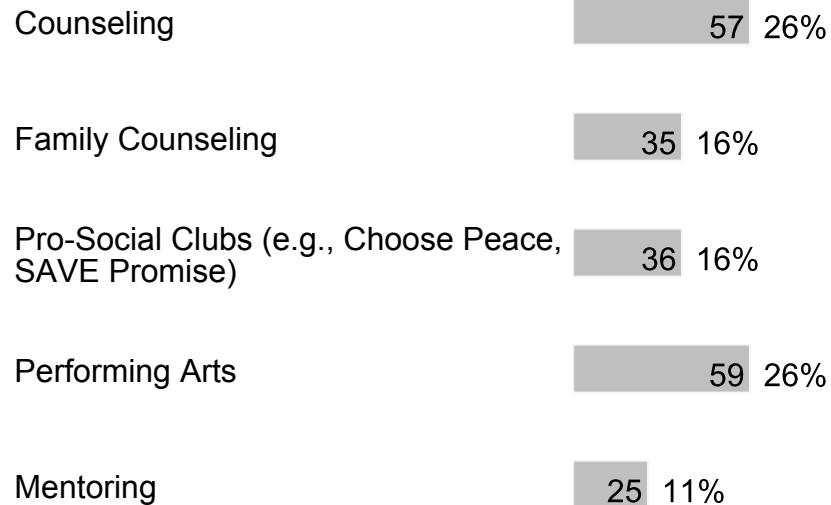 Counseling 57 26%
Family Counseling 35 16%
Pro-Social Clubs (e.g., Choose Peace,
SAVE Promise) 36 16%
Performing Arts 59 26%
Mentoring 25 11%